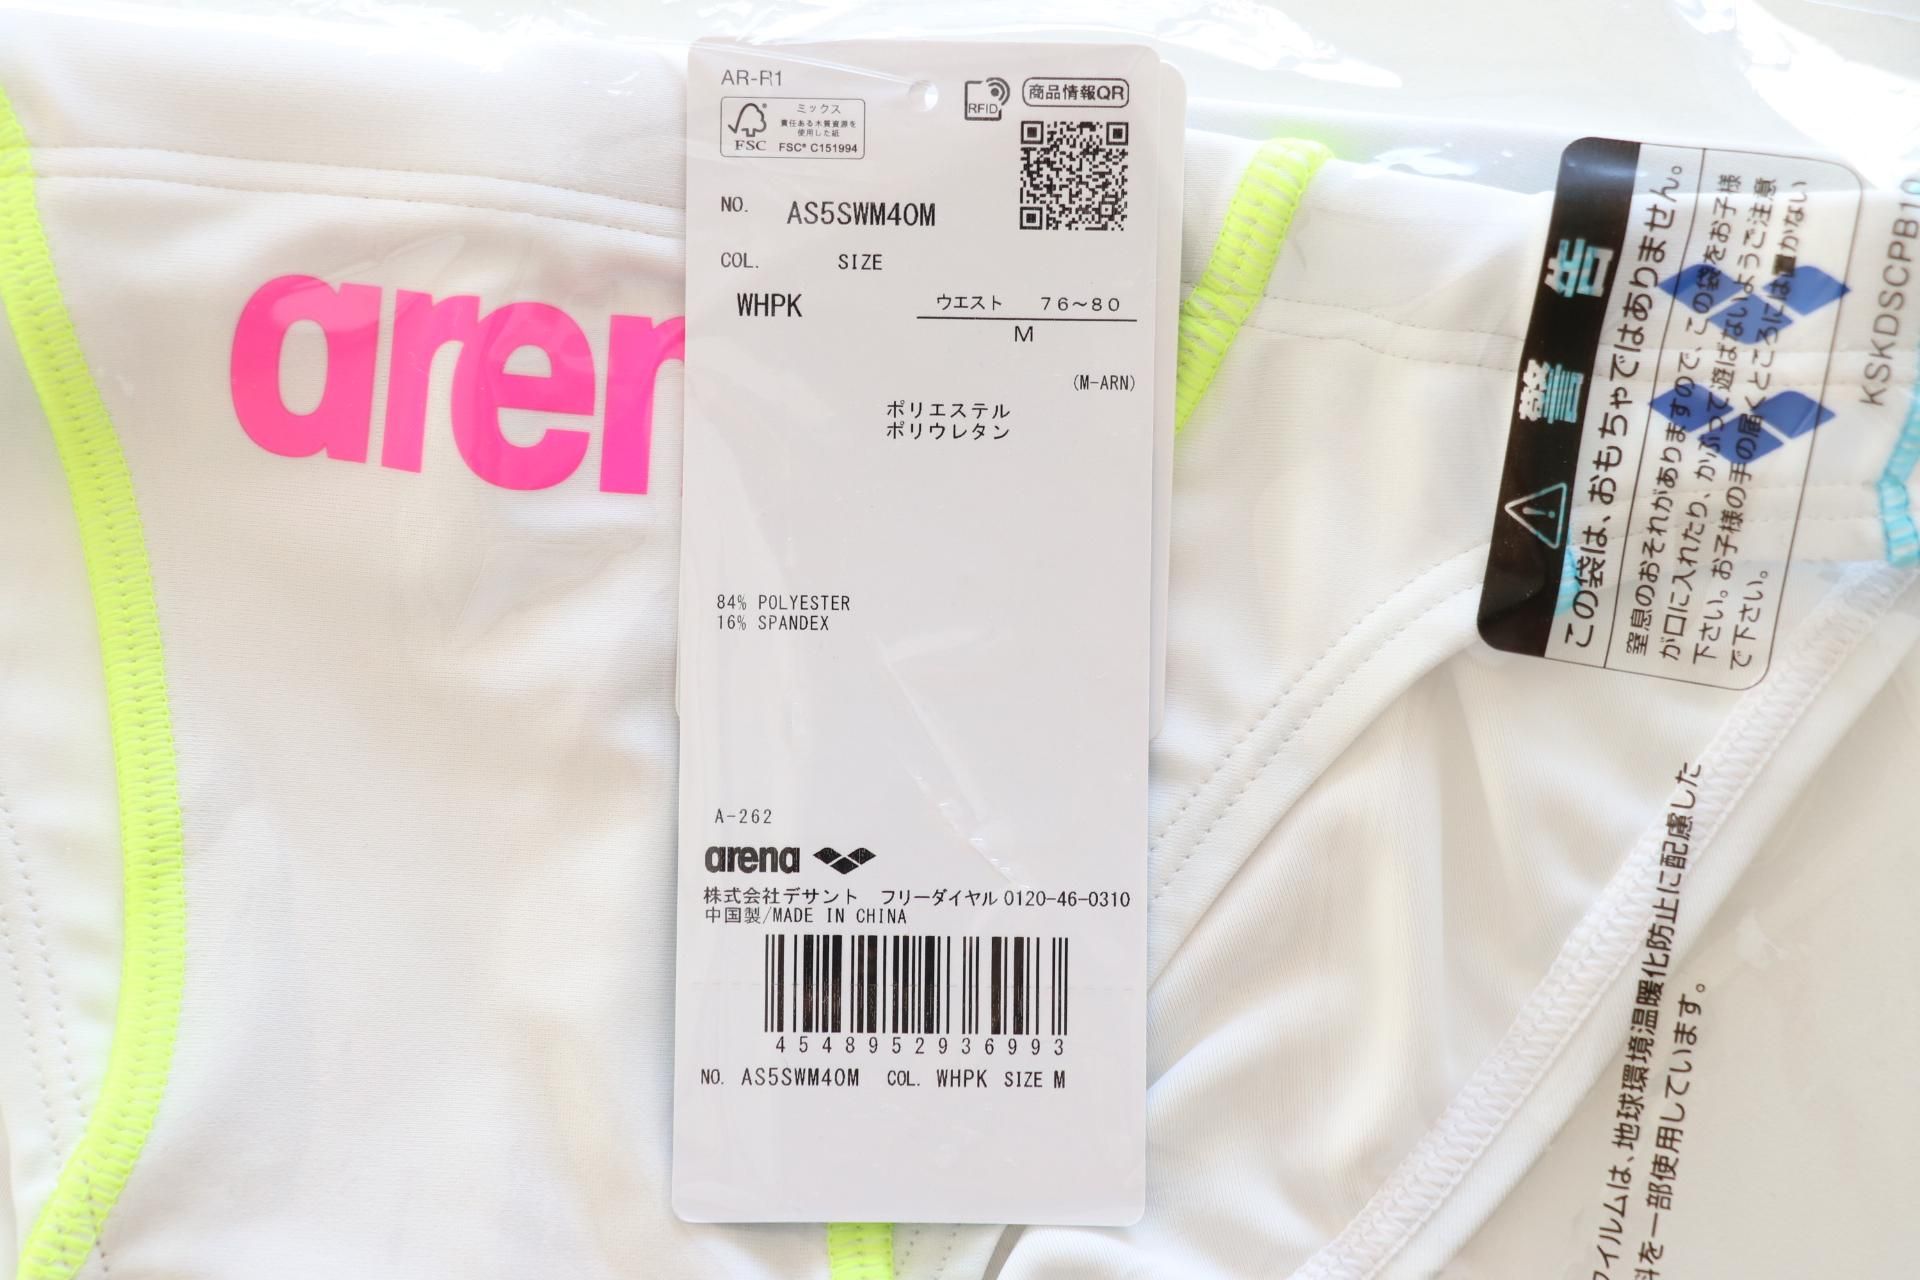 AR-R1
FSC
ミックス
責任ある木質資源を
使用した紙
FSC® C151994
RFID
商品情報QR
NO. AS5SWM40M
COL. SIZE
WHPK
ウエスト 76〜80
M
(M-ARN)
ポリエステル
ポリウレタン
84% POLYESTER
16% SPANDEX
A-262
arena
株式会社デサント フリーダイヤル 0120-46-0310
中国製/MADE IN CHINA
4548952936993
NO. AS5SWM40M COL. WHPK SIZE M
aren
警告
この袋は、おもちゃではありません。
窒息のおそれがありますので、この袋をお子様
が口に入れたり、かぶって遊ばないようご注意
下さい。お子様の手の届くところには置かない
で下さい。
KSKDSCPB10
フイルムは、地球環境温暖化防止に配慮した
料を一部使用しています。